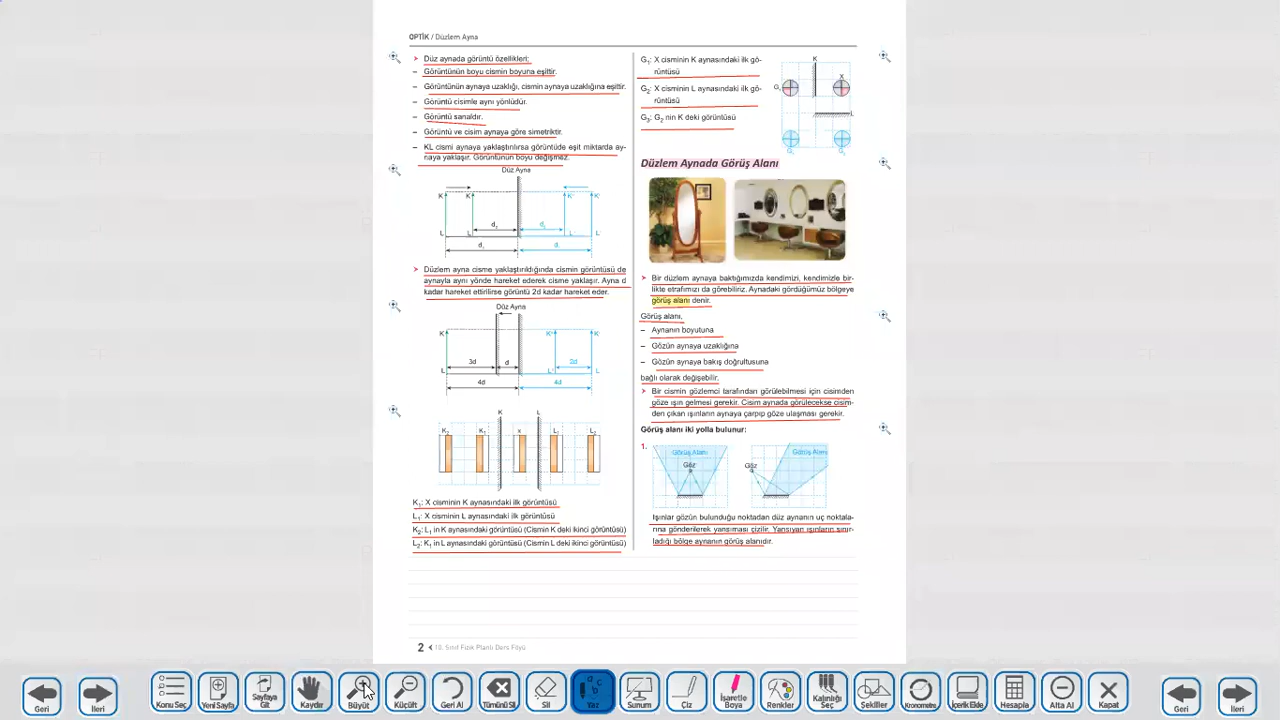 OPTİK / Düzlem Ayna
➤ Düz aynada görüntü özellikleri;
– Görüntünün boyu cismin boyuna eşittir.
– Görüntünün aynaya uzaklığı, cismin aynaya uzaklığına eşittir.
– Görüntü cisimle aynı yönlüdür.
– Görüntü sanaldır.
– Görüntü ve cisim aynaya göre simetriktir.
– KL cismi aynaya yaklaştırılırsa görüntüde eşit miktarda ay-
naya yaklaşır. Görüntünün boyu değişmez.
Düz Ayna
K K K'' K'
d₂ d₂
L L L'' L'
d₁ d₁
➤ Düzlem ayna cisme yaklaştırıldığında cismin görüntüsü de
aynayla aynı yönde hareket ederek cisme yaklaşır. Ayna d
kadar hareket ettirilirse görüntü 2d kadar hareket eder.
Düz Ayna
K K'' K'
3d d 2d
L L'' L'
4d 4d
K L
K₂ K₁ x L₁ L₂
K₁: X cisminin K aynasındaki ilk görüntüsü
L₁: X cisminin L aynasındaki ilk görüntüsü
K₂: L₁ in K aynasındaki görüntüsü (Cismin K deki ikinci görüntüsü)
L₂: K₁ in L aynasındaki görüntüsü (Cismin L deki ikinci görüntüsü)
G₁: X cisminin K aynasındaki ilk gö-
rüntüsü
G₂: X cisminin L aynasındaki ilk gö-
rüntüsü
G₃: G₂ nin K deki görüntüsü
K
G₁ X
L
G₃ G₂
Düzlem Aynada Görüş Alanı
➤ Bir düzlem aynaya baktığımızda kendimizi, kendimizle bir-
likte etrafımızı da görebiliriz. Aynadaki gördüğümüz bölgeye
görüş alanı denir.
Görüş alanı,
– Aynanın boyutuna
– Gözün aynaya uzaklığına
– Gözün aynaya bakış doğrultusuna
bağlı olarak değişebilir.
➤ Bir cismin gözlemci tarafından görülebilmesi için cisimden
göze ışın gelmesi gerekir. Cisim aynada görülecekse cisim-
den çıkan ışınların aynaya çarpıp göze ulaşması gerekir.
Görüş alanı iki yolla bulunur:
1.
Görüş Alanı Görüş Alanı
Göz Göz
Işınlar gözün bulunduğu noktadan düz aynanın uç noktala-
rına gönderilerek yansıması çizilir. Yansıyan ışınların sınır-
ladığı bölge aynanın görüş alanıdır.
2 10. Sınıf Fizik Planlı Ders Föyü
Geri İleri Konu Seç Yeni Sayfa Sayfaya Git Kaydır Büyüt Küçült Geri Al Tümünü Sil Sil Yaz Sunum Çiz İşaretle Boya Renkler Kalınlığı Seç Şekiller Kronometre İçerik Ekle Hesapla Alta Al Kapat Geri İleri